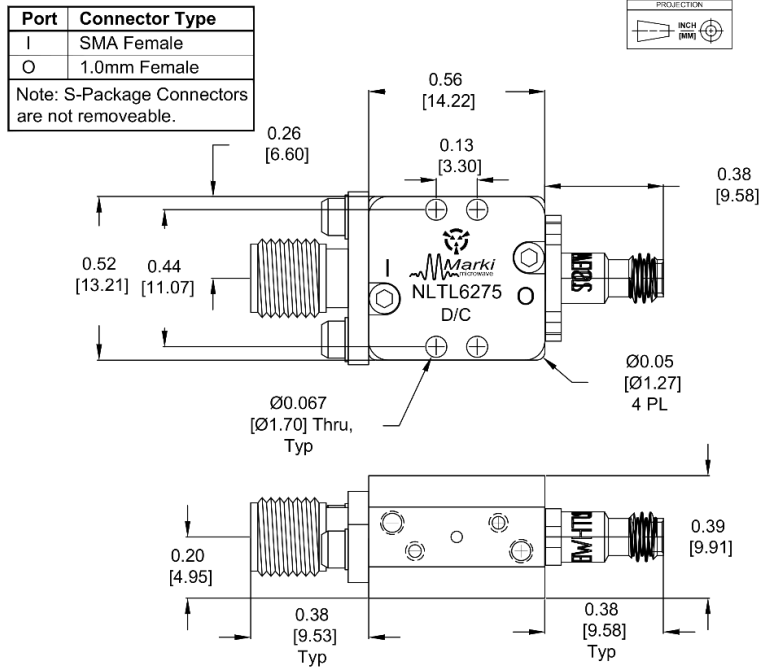 Port Connector Type
I SMA Female
O 1.0mm Female
Note: S-Package Connectors
are not removeable.
PROJECTION
INCH
[MM]
0.56
[14.22]
0.26
[6.60]
0.13
[3.30]
0.38
[9.58]
0.52
[13.21]
0.44
[11.07]
I
Marki
microwave
NLTL6275
O
D/C
Ø0.05
[Ø1.27]
4 PL
Ø0.067
[Ø1.70] Thru,
Typ
0.39
[9.91]
0.20
[4.95]
0.38
[9.53]
Typ
0.38
[9.58]
Typ